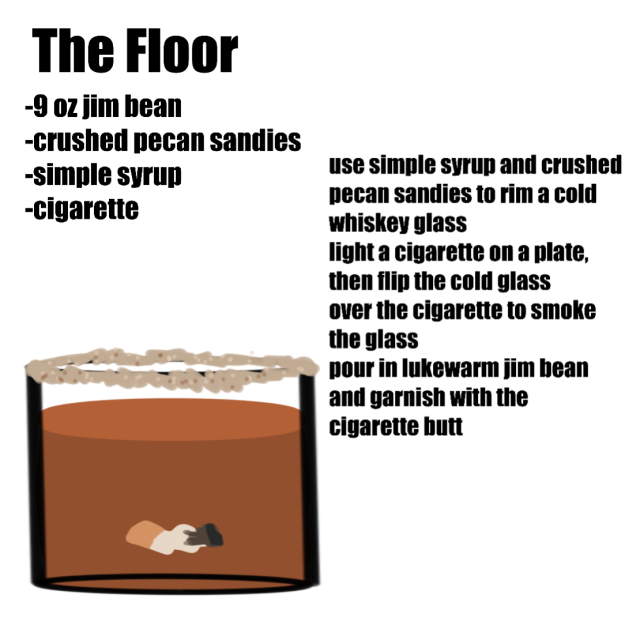 The Floor
-9 oz jim bean
-crushed pecan sandies
-simple syrup
-cigarette
use simple syrup and crushed
pecan sandies to rim a cold
whiskey glass
light a cigarette on a plate,
then flip the cold glass
over the cigarette to smoke
the glass
pour in lukewarm jim bean
and garnish with the
cigarette butt